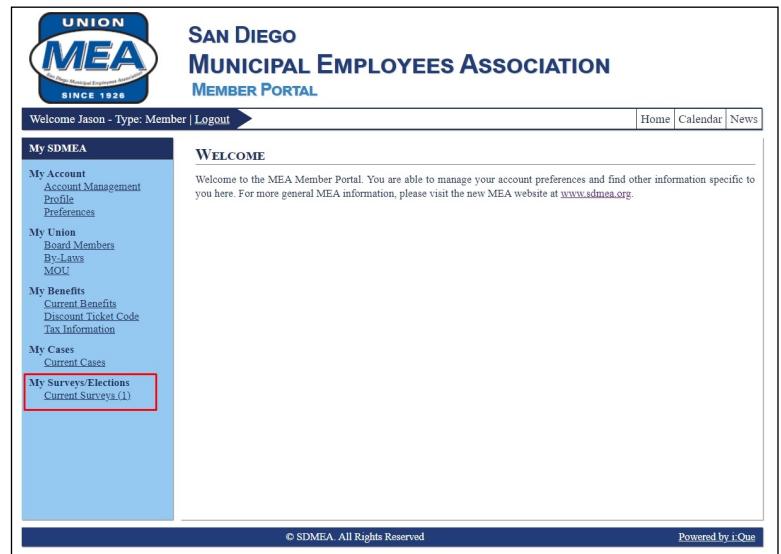 UNION
MEA
San Diego Municipal Employees Association
SINCE 1926
SAN DIEGO
MUNICIPAL EMPLOYEES ASSOCIATION
MEMBER PORTAL
Welcome Jason - Type: Member | Logout
Home Calendar News
My SDMEA
My Account
Account Management
Profile
Preferences
My Union
Board Members
By-Laws
MOU
My Benefits
Current Benefits
Discount Ticket Code
Tax Information
My Cases
Current Cases
My Surveys/Elections
Current Surveys (1)
WELCOME
Welcome to the MEA Member Portal. You are able to manage your account preferences and find other information specific to
you here. For more general MEA information, please visit the new MEA website at www.sdmea.org.
© SDMEA. All Rights Reserved
Powered by i:Que